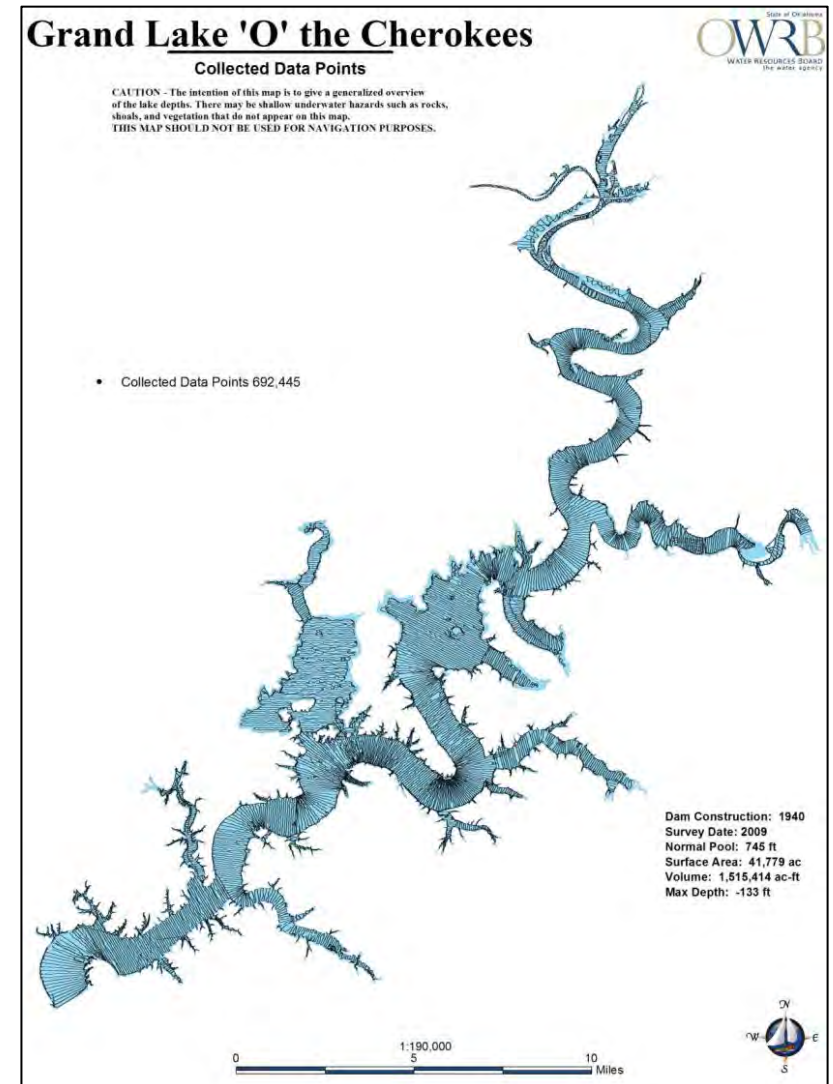 Grand Lake 'O' the Cherokees
State of Oklahoma
OWRB
WATER RESOURCES BOARD
the water agency
Collected Data Points
CAUTION - The intention of this map is to give a generalized overview
of the lake depths. There may be shallow underwater hazards such as rocks,
shoals, and vegetation that do not appear on this map.
THIS MAP SHOULD NOT BE USED FOR NAVIGATION PURPOSES.
• Collected Data Points 692,445
Dam Construction: 1940
Survey Date: 2009
Normal Pool: 745 ft
Surface Area: 41,779 ac
Volume: 1,515,414 ac-ft
Max Depth: -133 ft
N
W E
S
1:190,000
0 5 10
Miles